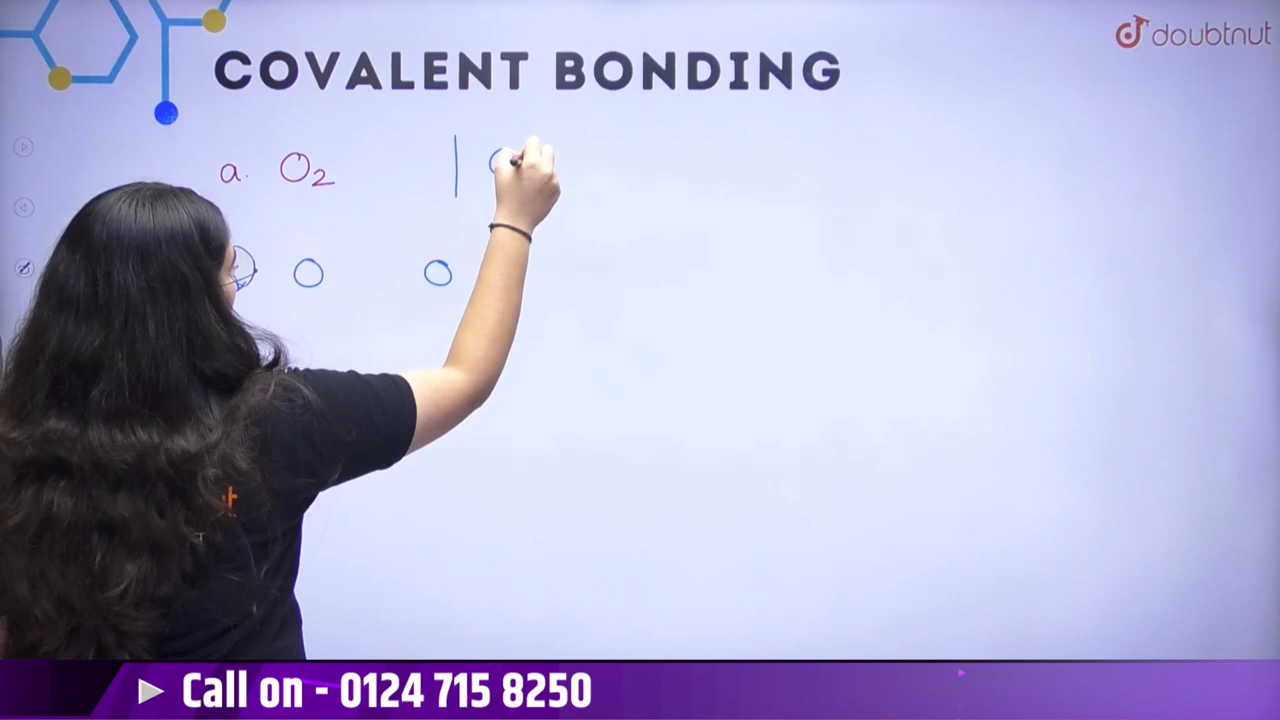 doubtnut
COVALENT BONDING
a. O₂
O O
Call on - 0124 715 8250